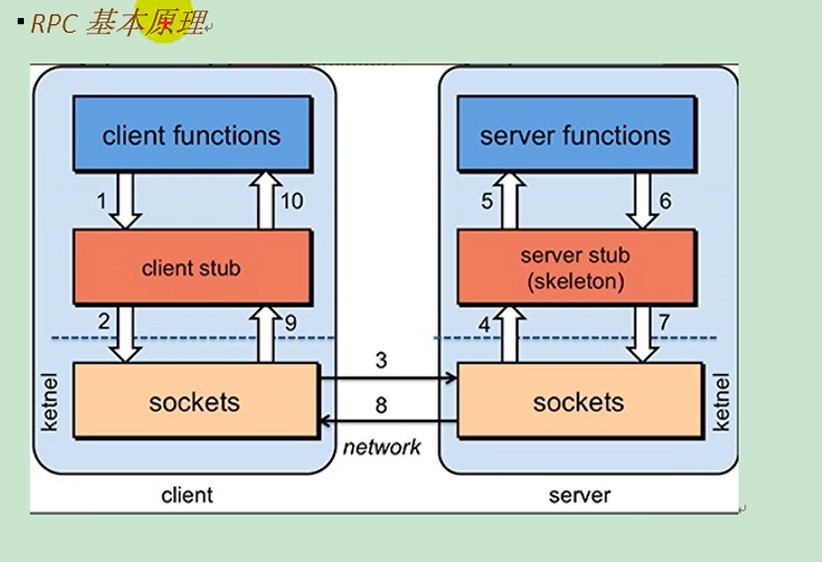 RPC 基本原理
client functions
server functions
1
10
5
6
client stub
server stub
(skeleton)
2
9
4
7
3
ketnel
sockets
8
sockets
ketnel
network
client
server